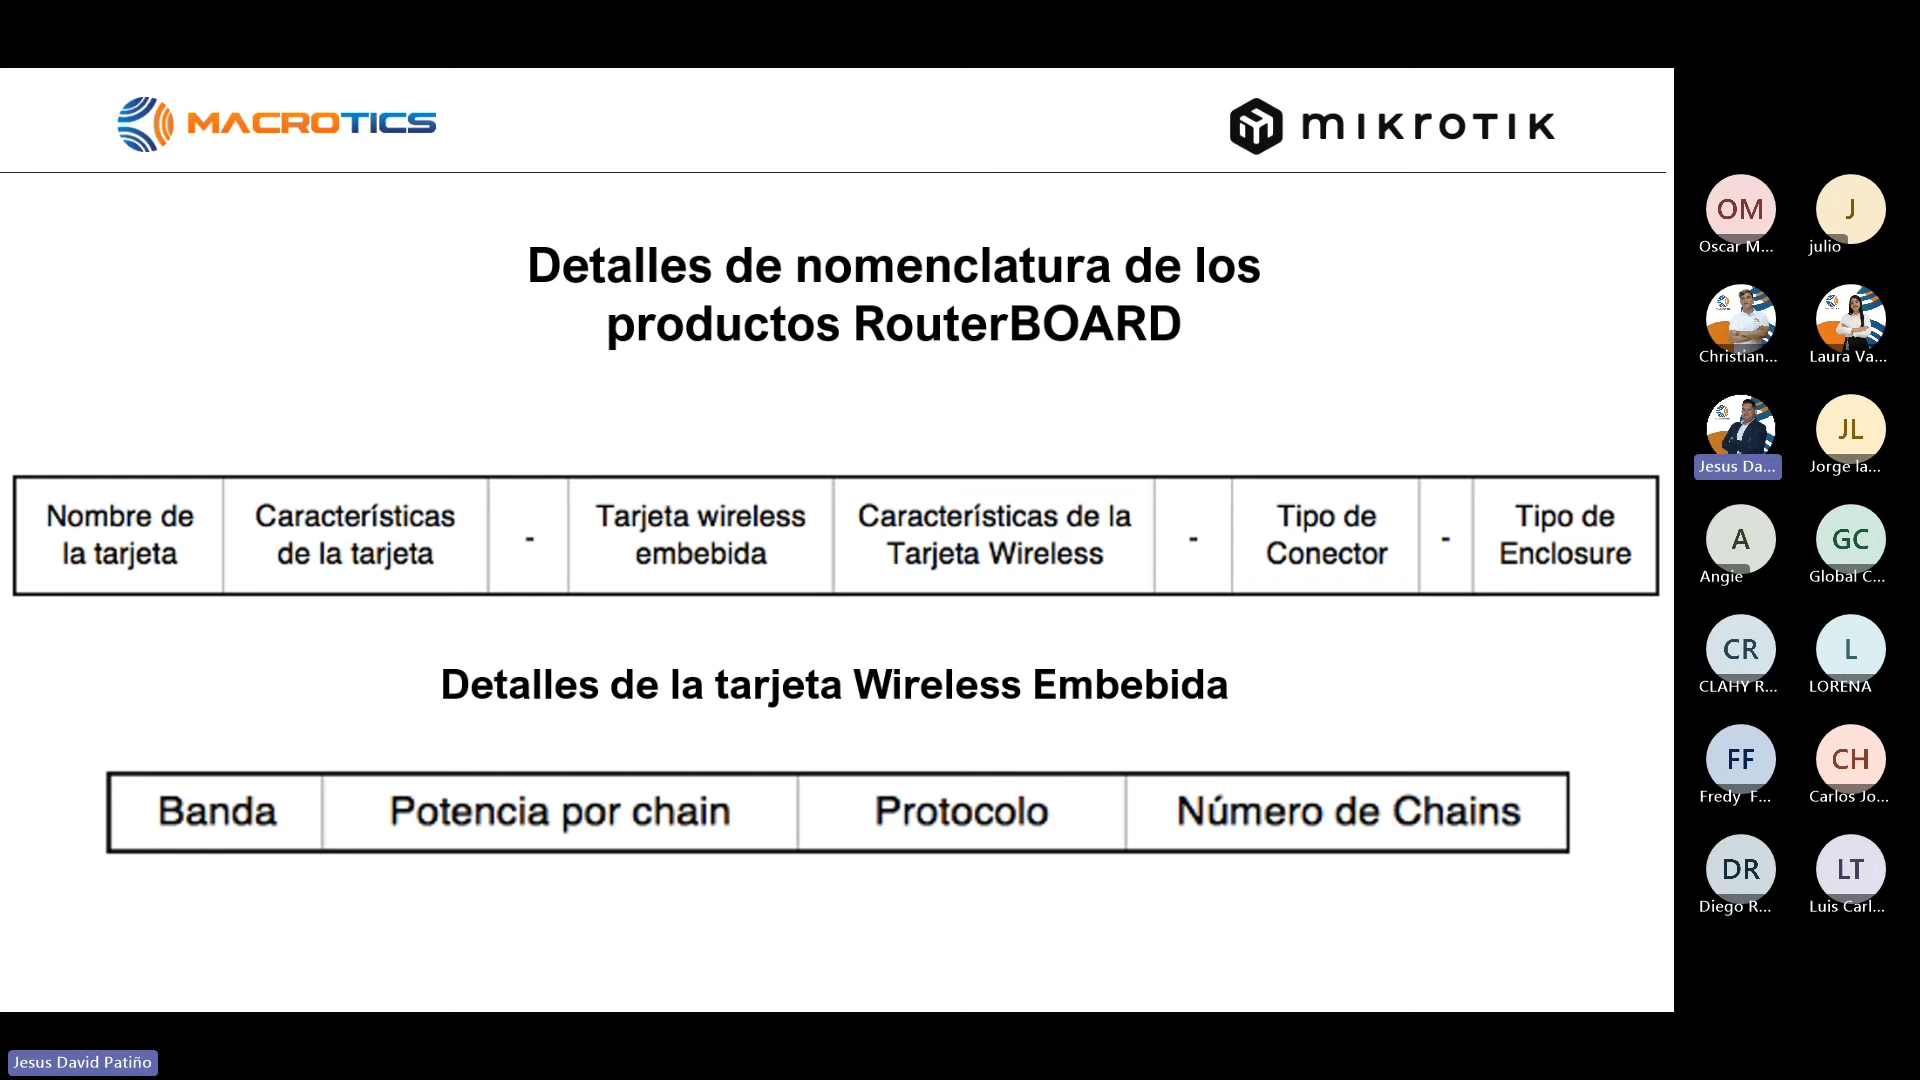 MACROTICS
mikrotik
Detalles de nomenclatura de los
productos RouterBOARD
Nombre de la tarjeta
Características de la tarjeta
-
Tarjeta wireless embebida
Características de la Tarjeta Wireless
-
Tipo de Conector
-
Tipo de Enclosure
Detalles de la tarjeta Wireless Embebida
Banda
Potencia por chain
Protocolo
Número de Chains
OM
Oscar M...
J
julio
Christian...
Laura Va...
Jesus Da...
JL
Jorge la...
A
Angie
GC
Global C...
CR
CLAHY R...
L
LORENA
FF
Fredy F...
CH
Carlos Jo...
DR
Diego R...
LT
Luis Carl...
Jesus David Patiño